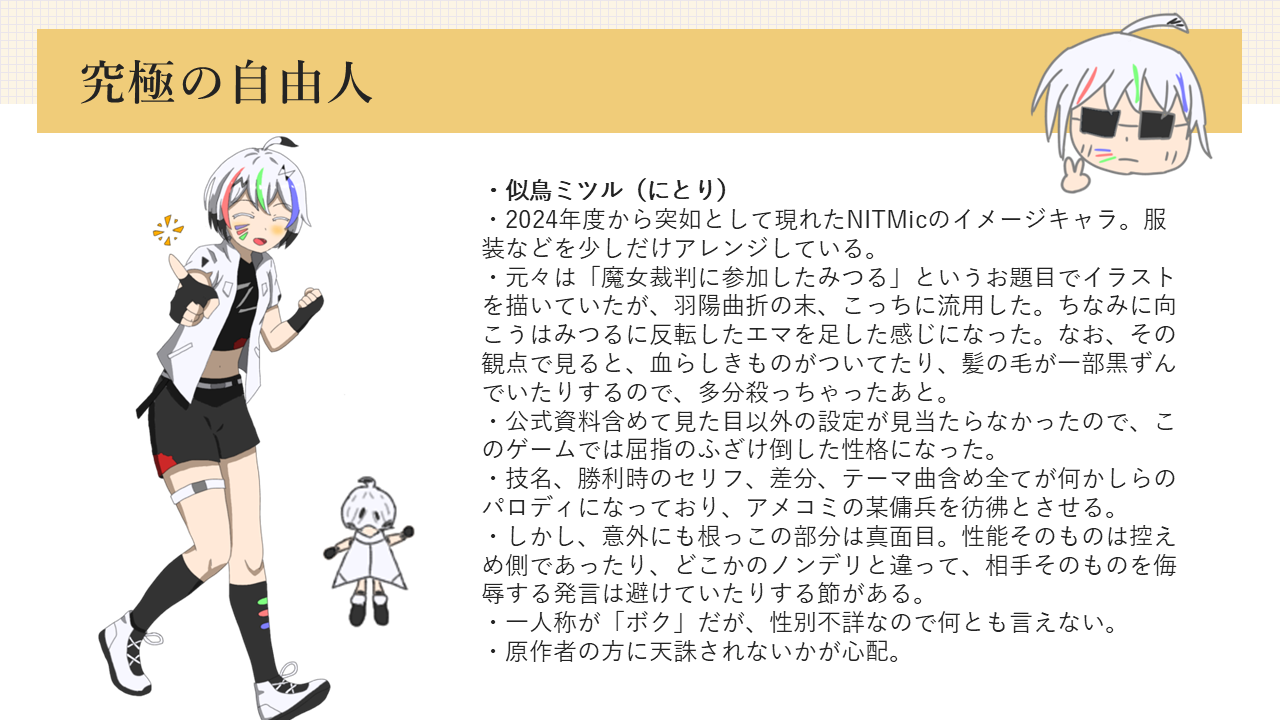 究極の自由人
・似鳥ミツル（にとり）
・2024年度から突如として現れたNITMicのイメージキャラ。服
装などを少しだけアレンジしている。
・元々は「魔女裁判に参加したみつる」というお題目でイラスト
を描いていたが、羽陽曲折の末、こっちに流用した。ちなみに向
こうはみつるに反転したエマを足した感じになった。なお、その
観点で見ると、血らしきものがついてたり、髪の毛が一部黒ずん
でいたりするので、多分殺っちゃったあと。
・公式資料含めて見た目以外の設定が見当たらなかったので、こ
のゲームでは屈指のふざけ倒した性格になった。
・技名、勝利時のセリフ、差分、テーマ曲含め全てが何かしらの
パロディになっており、アメコミの某傭兵を彷彿とさせる。
・しかし、意外にも根っこの部分は真面目。性能そのものは控え
め側であったり、どこかのノンデリと違って、相手そのものを侮
辱する発言は避けていたりする節がある。
・一人称が「ボク」だが、性別不詳なので何とも言えない。
・原作者の方に天誅されないかが心配。